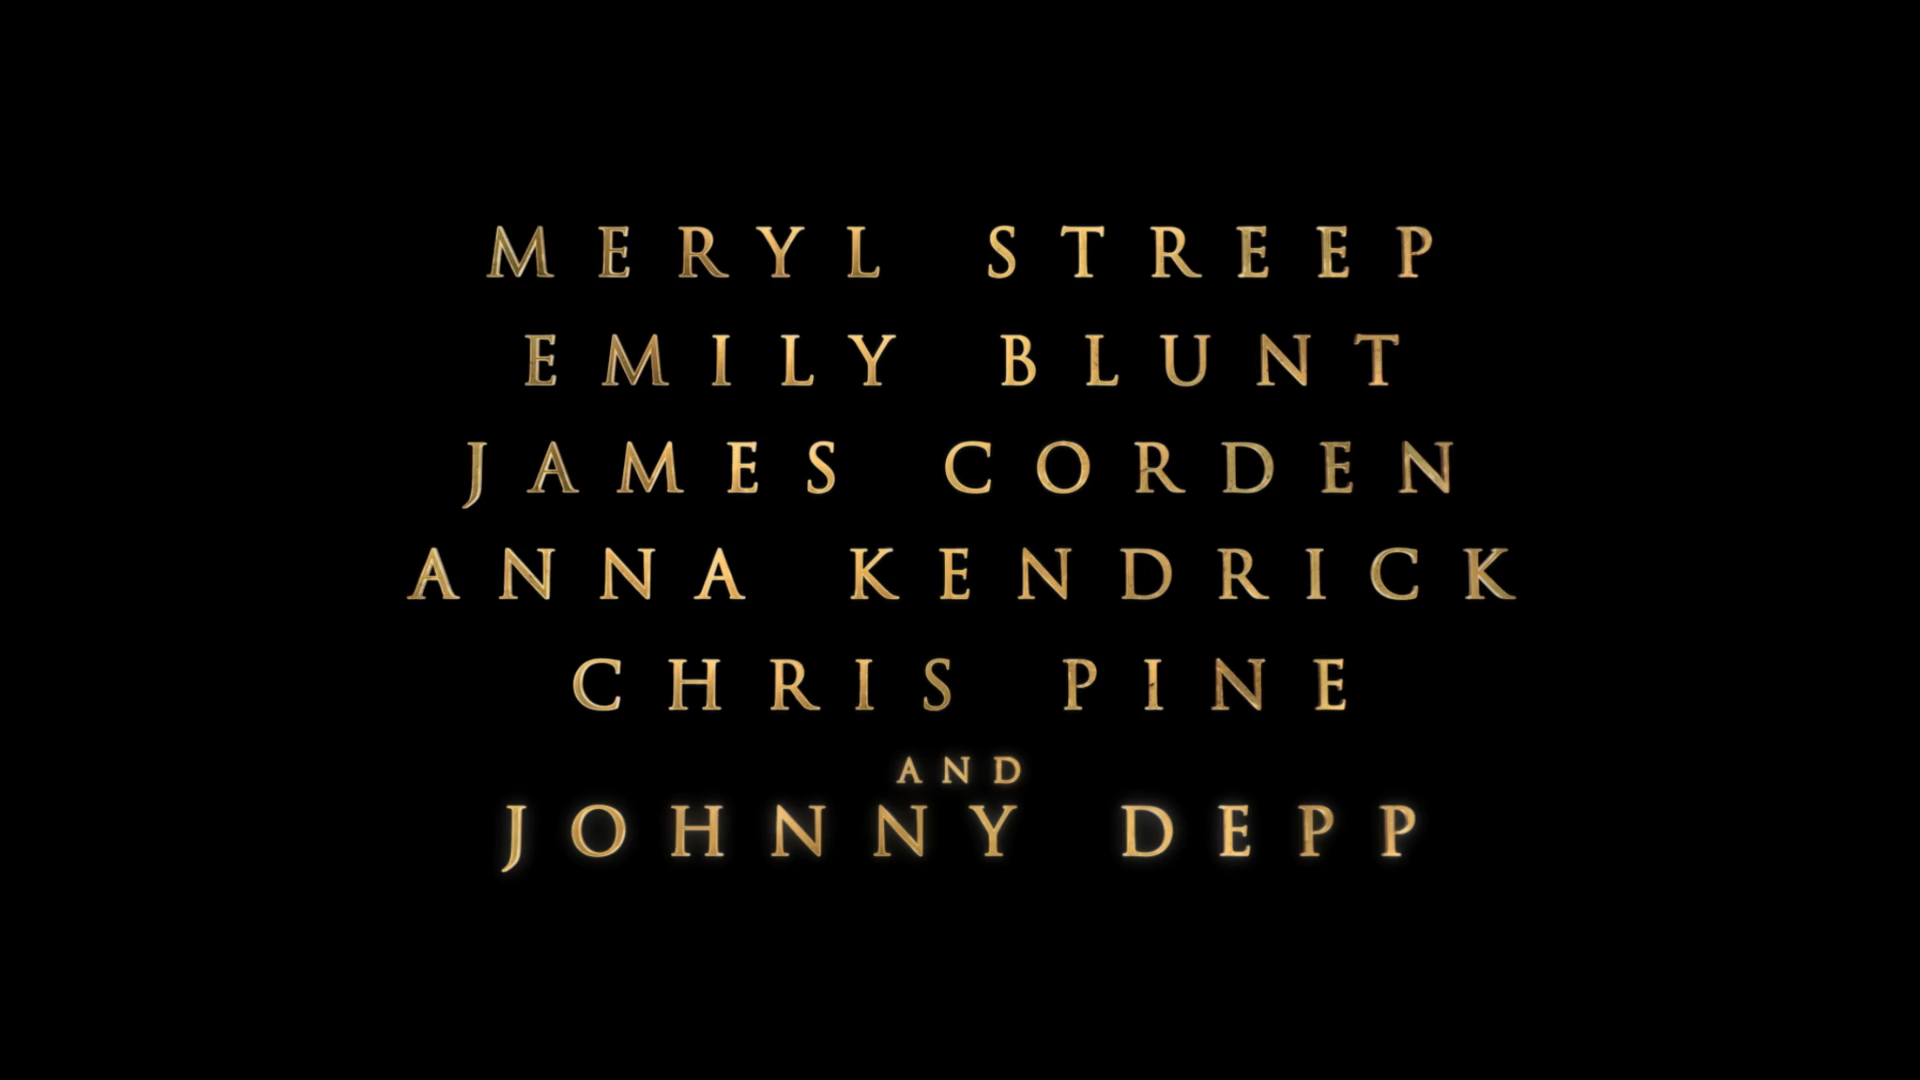 MERYL STREEP
EMILY BLUNT
JAMES CORDEN
ANNA KENDRICK
CHRIS PINE
AND
JOHNNY DEPP